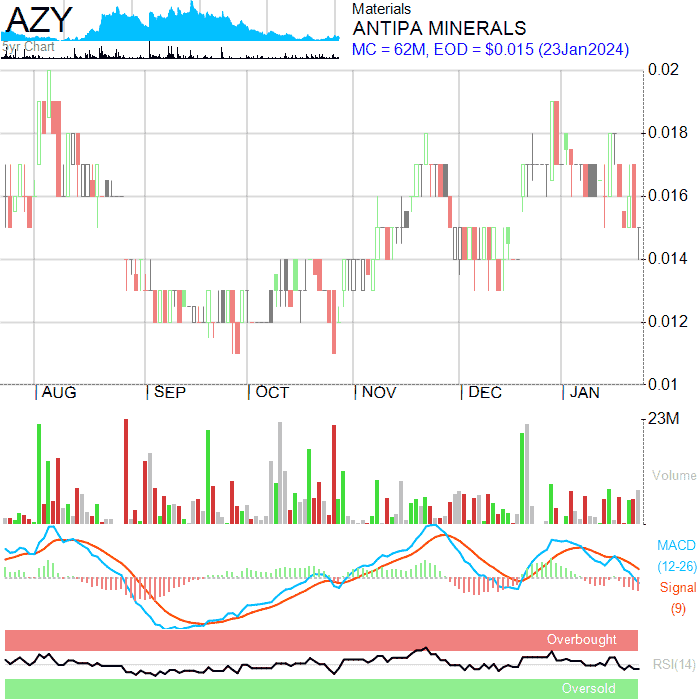 AZY
5yr Chart
Materials
ANTIPA MINERALS
MC = 62M, EOD = $0.015 (23Jan2024)
0.02
0.018
0.016
0.014
0.012
0.01
AUG SEP OCT NOV DEC JAN
23M
Volume
MACD
(12-26)
Signal
(9)
Overbought
RSI(14)
Oversold